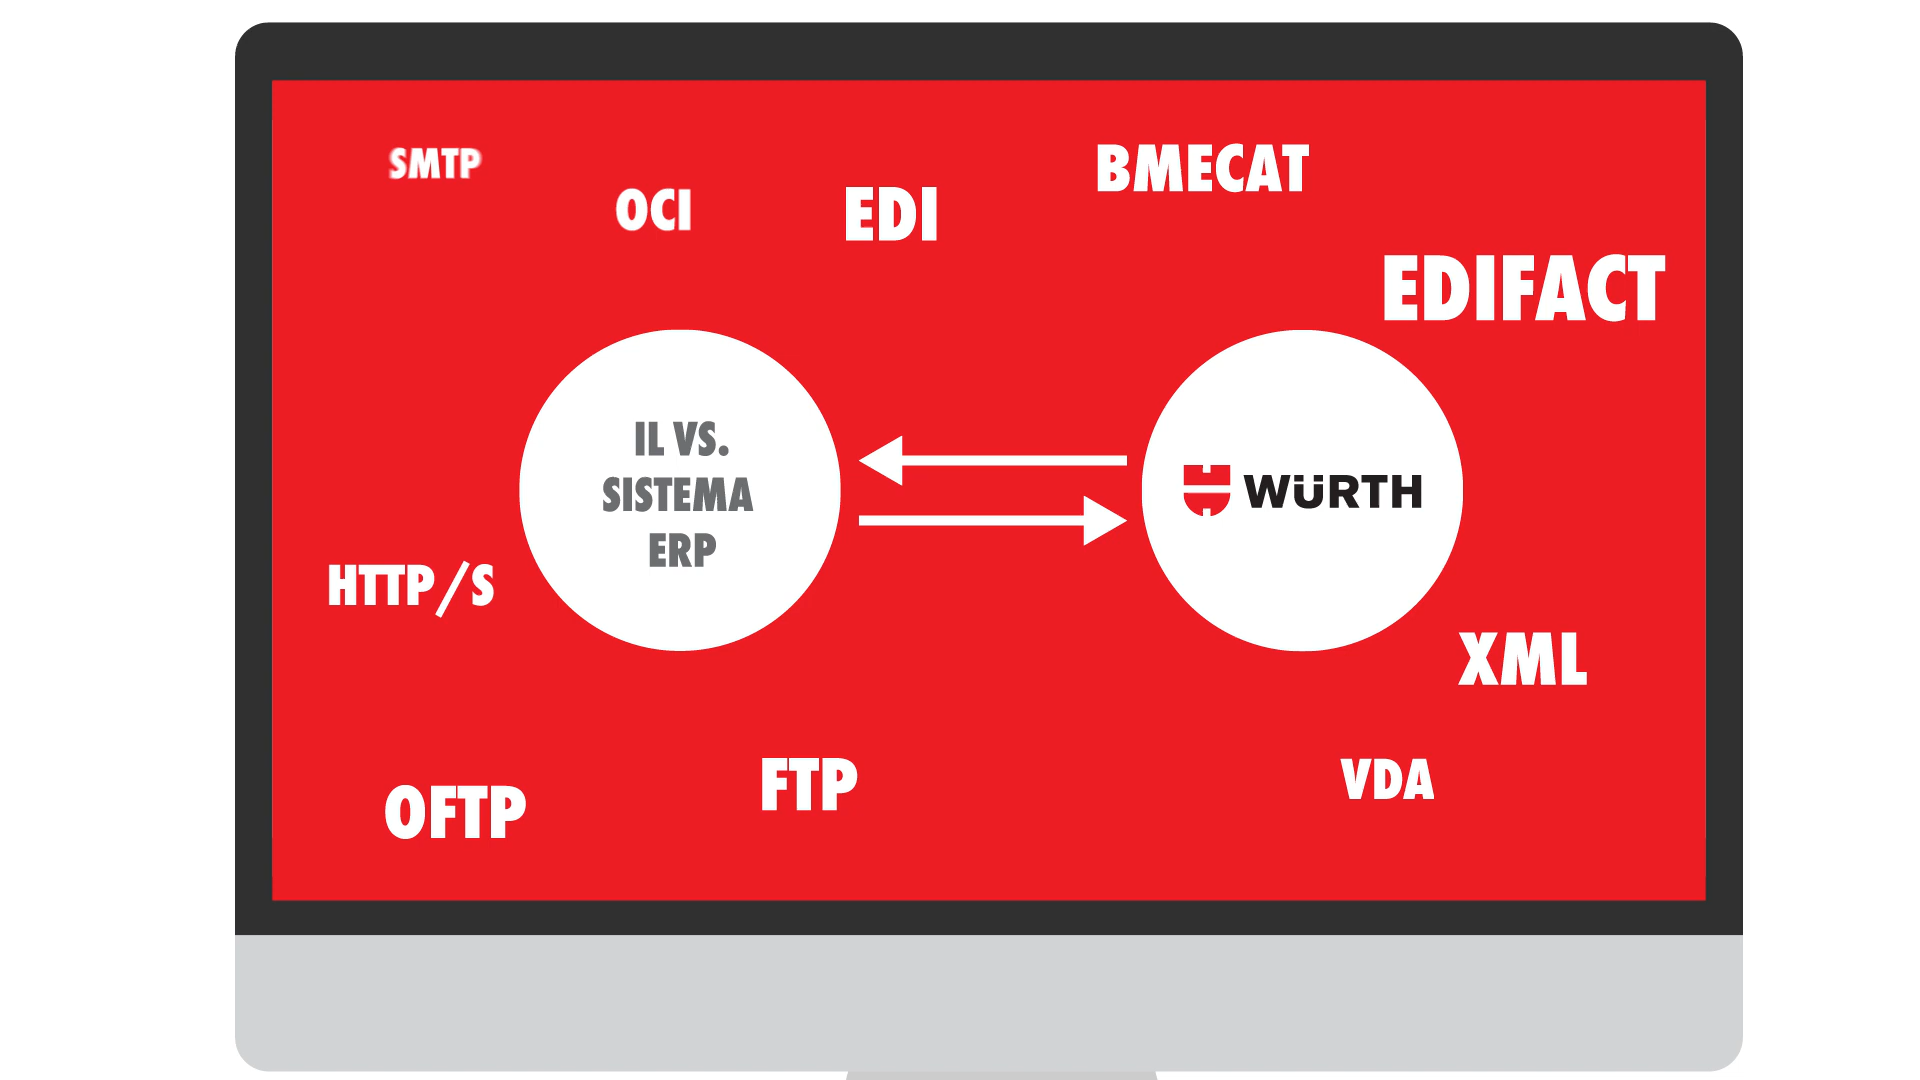 SMTP
OCI
EDI
BMECAT
EDIFACT
IL VS.
SISTEMA
ERP
WÜRTH
HTTP/S
XML
OFTP
FTP
VDA